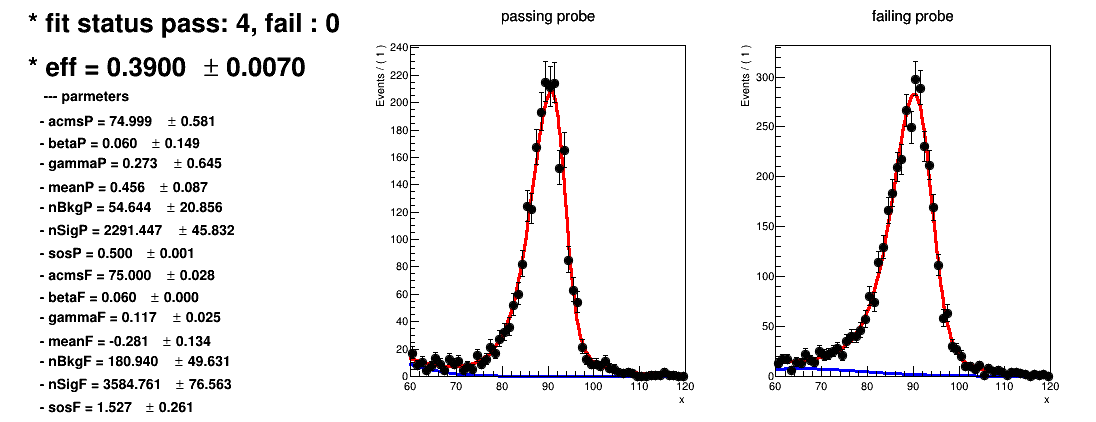 * fit status pass: 4, fail : 0
* eff = 0.3900 ± 0.0070
--- parmeters
- acmsP = 74.999 ± 0.581
- betaP = 0.060 ± 0.149
- gammaP = 0.273 ± 0.645
- meanP = 0.456 ± 0.087
- nBkgP = 54.644 ± 20.856
- nSigP = 2291.447 ± 45.832
- sosP = 0.500 ± 0.001
- acmsF = 75.000 ± 0.028
- betaF = 0.060 ± 0.000
- gammaF = 0.117 ± 0.025
- meanF = -0.281 ± 0.134
- nBkgF = 180.940 ± 49.631
- nSigF = 3584.761 ± 76.563
- sosF = 1.527 ± 0.261
passing probe
Events / ( 1 )
240
220
200
180
160
140
120
100
80
60
40
20
0
60 70 80 90 100 110 120
x
failing probe
Events / ( 1 )
300
250
200
150
100
50
0
60 70 80 90 100 110 120
x